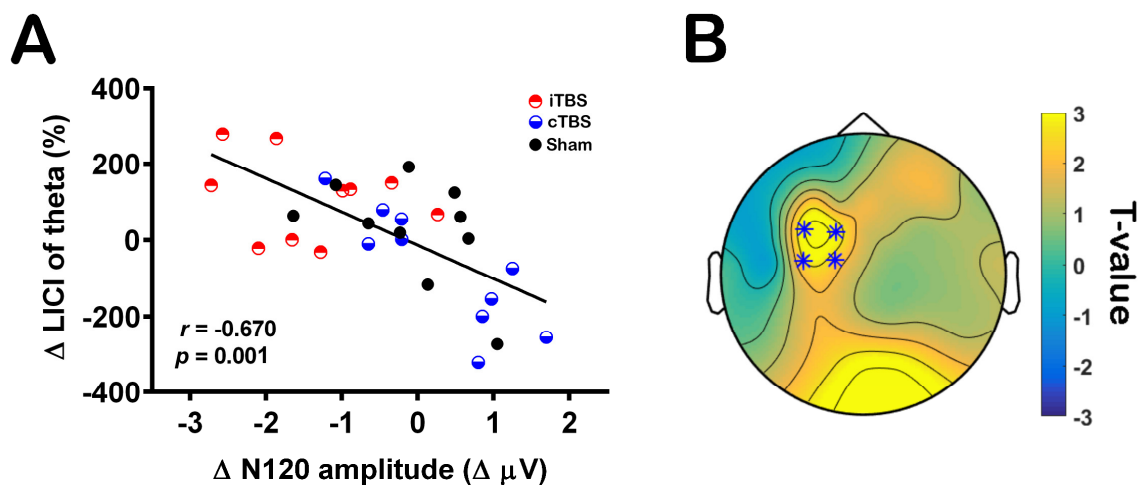 A
Δ LICI of theta (%)
400
200
0
-200
-400
iTBS
cTBS
Sham
r = -0.670
p = 0.001
-3 -2 -1 0 1 2
Δ N120 amplitude (Δ μV)
B
3
2
1
0
-1
-2
-3
T-value